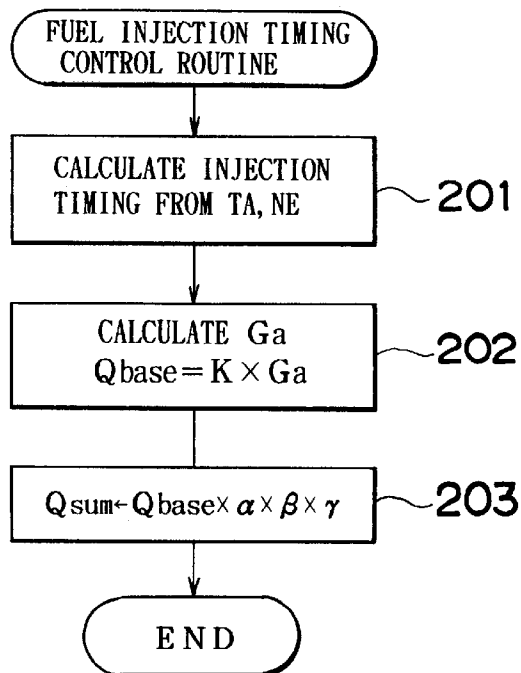 FUEL INJECTION TIMING
CONTROL ROUTINE
CALCULATE INJECTION
TIMING FROM TA, NE
201
CALCULATE Ga
Qbase=K×Ga
202
Qsum←Qbase×α×β×γ
203
END